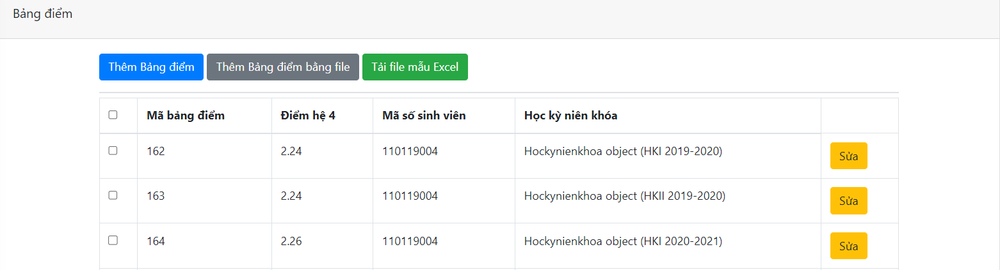 Bảng điểm
Thêm Bảng điểm Thêm Bảng điểm bằng file Tải file mẫu Excel
Mã bảng điểm Điểm hệ 4 Mã số sinh viên Học kỳ niên khóa
162 2.24 110119004 Hockynienkhoa object (HKI 2019-2020) Sửa
163 2.24 110119004 Hockynienkhoa object (HKII 2019-2020) Sửa
164 2.26 110119004 Hockynienkhoa object (HKI 2020-2021) Sửa